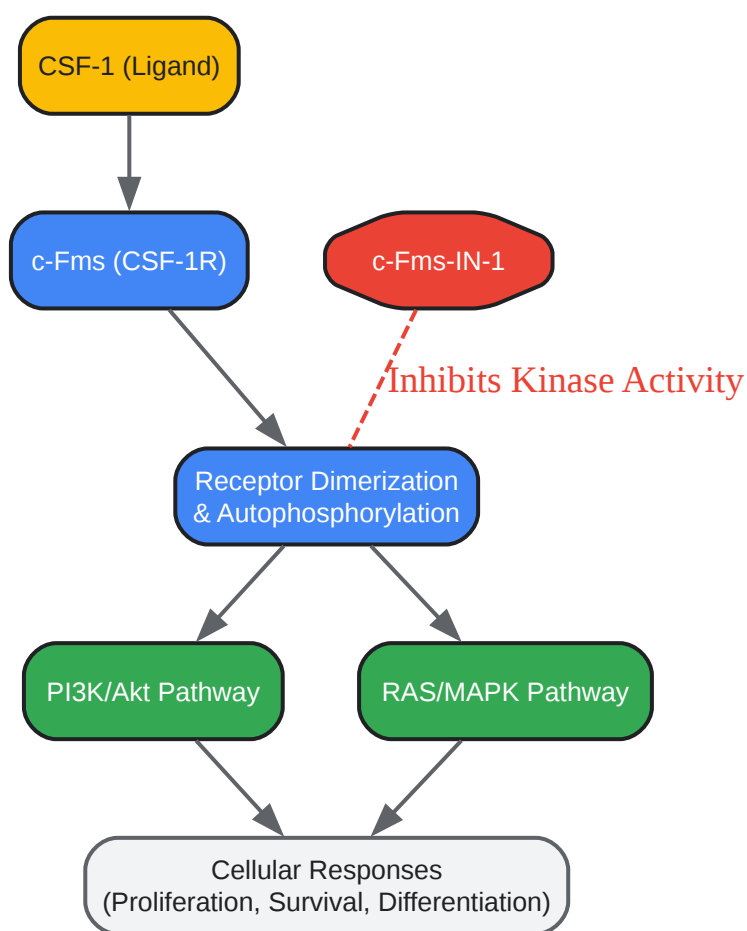 CSF-1 (Ligand)
c-Fms (CSF-1R)
c-Fms-IN-1
Inhibits Kinase Activity
Receptor Dimerization
& Autophosphorylation
PI3K/Akt Pathway
RAS/MAPK Pathway
Cellular Responses
(Proliferation, Survival, Differentiation)